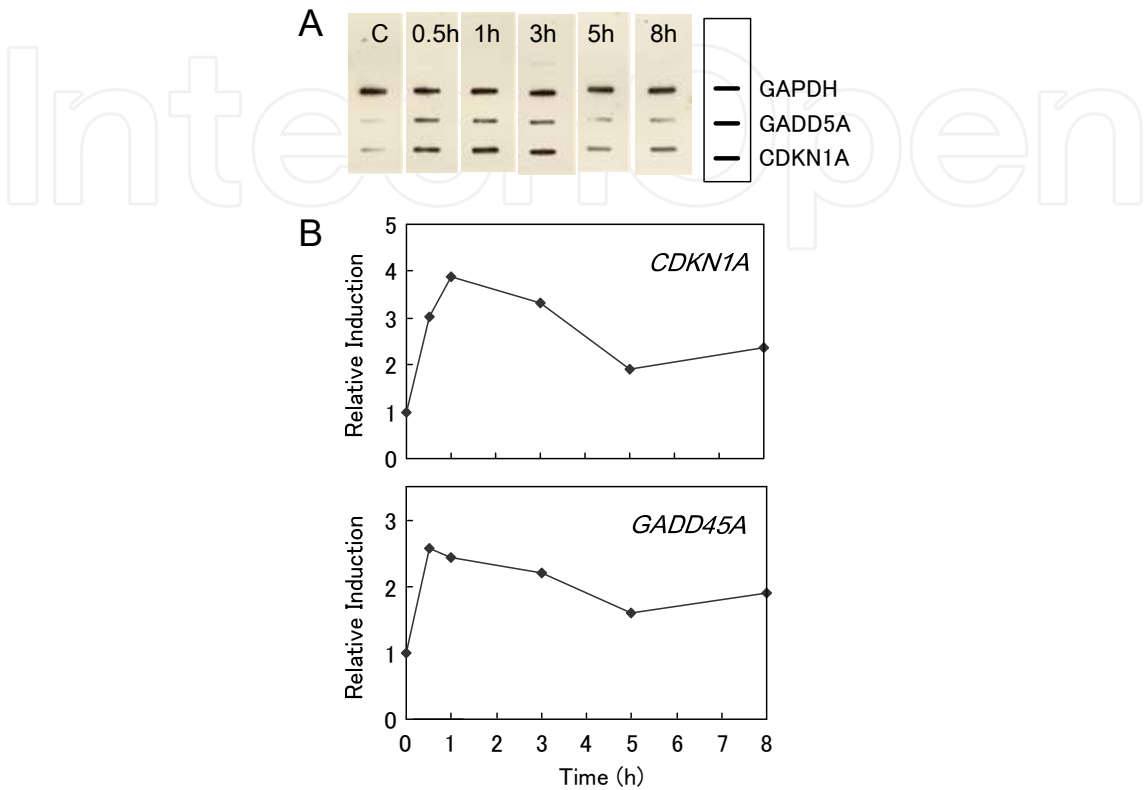 A
C 0.5h 1h 3h 5h 8h
GAPDH
GADD5A
CDKN1A
IntechOpen
B
5
4
3
2
1
0
Relative Induction
CDKN1A
3
2
1
0
Relative Induction
GADD45A
0 1 2 3 4 5 6 7 8
Time (h)